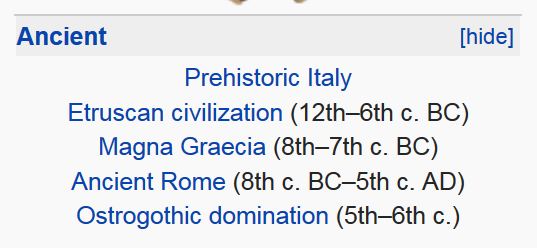 Ancient [hide]
Prehistoric Italy
Etruscan civilization (12th–6th c. BC)
Magna Graecia (8th–7th c. BC)
Ancient Rome (8th c. BC–5th c. AD)
Ostrogothic domination (5th–6th c.)